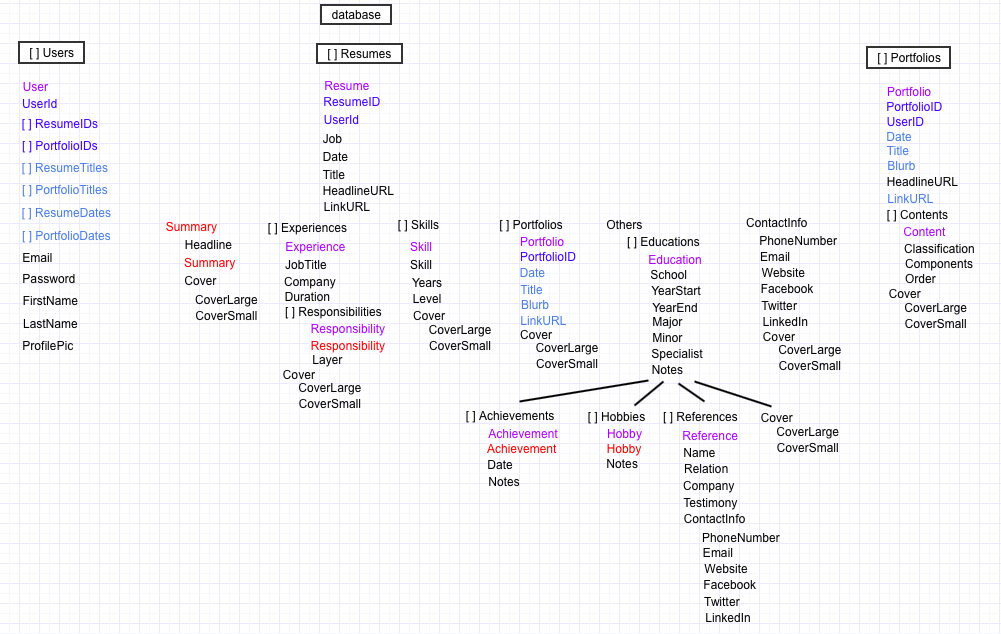 database
[ ] Users
User
UserId
[ ] ResumeIDs
[ ] PortfolioIDs
[ ] ResumeTitles
[ ] PortfolioTitles
[ ] ResumeDates
[ ] PortfolioDates
Email
Password
FirstName
LastName
ProfilePic
[ ] Resumes
Resume
ResumeID
UserId
Job
Date
Title
HeadlineURL
LinkURL
Summary
Headline
Summary
Cover
CoverLarge
CoverSmall
[ ] Experiences
Experience
JobTitle
Company
Duration
[ ] Responsibilities
Responsibility
Responsibility
Layer
Cover
CoverLarge
CoverSmall
[ ] Skills
Skill
Skill
Years
Level
Cover
CoverLarge
CoverSmall
[ ] Portfolios
Portfolio
PortfolioID
Date
Title
Blurb
LinkURL
Cover
CoverLarge
CoverSmall
Others
[ ] Educations
Education
School
YearStart
YearEnd
Major
Minor
Specialist
Notes
[ ] Achievements
Achievement
Achievement
Date
Notes
[ ] Hobbies
Hobby
Hobby
Notes
[ ] References
Reference
Name
Relation
Company
Testimony
ContactInfo
PhoneNumber
Email
Website
Facebook
Twitter
LinkedIn
Cover
CoverLarge
CoverSmall
ContactInfo
PhoneNumber
Email
Website
Facebook
Twitter
LinkedIn
Cover
CoverLarge
CoverSmall
[ ] Portfolios
Portfolio
PortfolioID
UserID
Date
Title
Blurb
HeadlineURL
LinkURL
[ ] Contents
Content
Classification
Components
Order
Cover
CoverLarge
CoverSmall